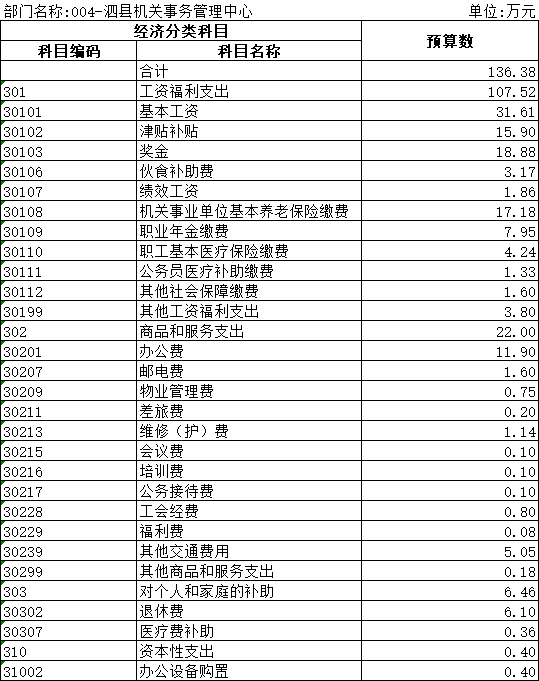 部门名称:004-泗县机关事务管理中心 单位:万元
经济分类科目 预算数
科目编码 科目名称
合计 136.38
301 工资福利支出 107.52
30101 基本工资 31.61
30102 津贴补贴 15.90
30103 奖金 18.88
30106 伙食补助费 3.17
30107 绩效工资 1.86
30108 机关事业单位基本养老保险缴费 17.18
30109 职业年金缴费 7.95
30110 职工基本医疗保险缴费 4.24
30111 公务员医疗补助缴费 1.33
30112 其他社会保障缴费 1.60
30199 其他工资福利支出 3.80
302 商品和服务支出 22.00
30201 办公费 11.90
30207 邮电费 1.60
30209 物业管理费 0.75
30211 差旅费 0.20
30213 维修（护）费 1.14
30215 会议费 0.10
30216 培训费 0.10
30217 公务接待费 0.10
30228 工会经费 0.80
30229 福利费 0.08
30239 其他交通费用 5.05
30299 其他商品和服务支出 0.18
303 对个人和家庭的补助 6.46
30302 退休费 6.10
30307 医疗费补助 0.36
310 资本性支出 0.40
31002 办公设备购置 0.40